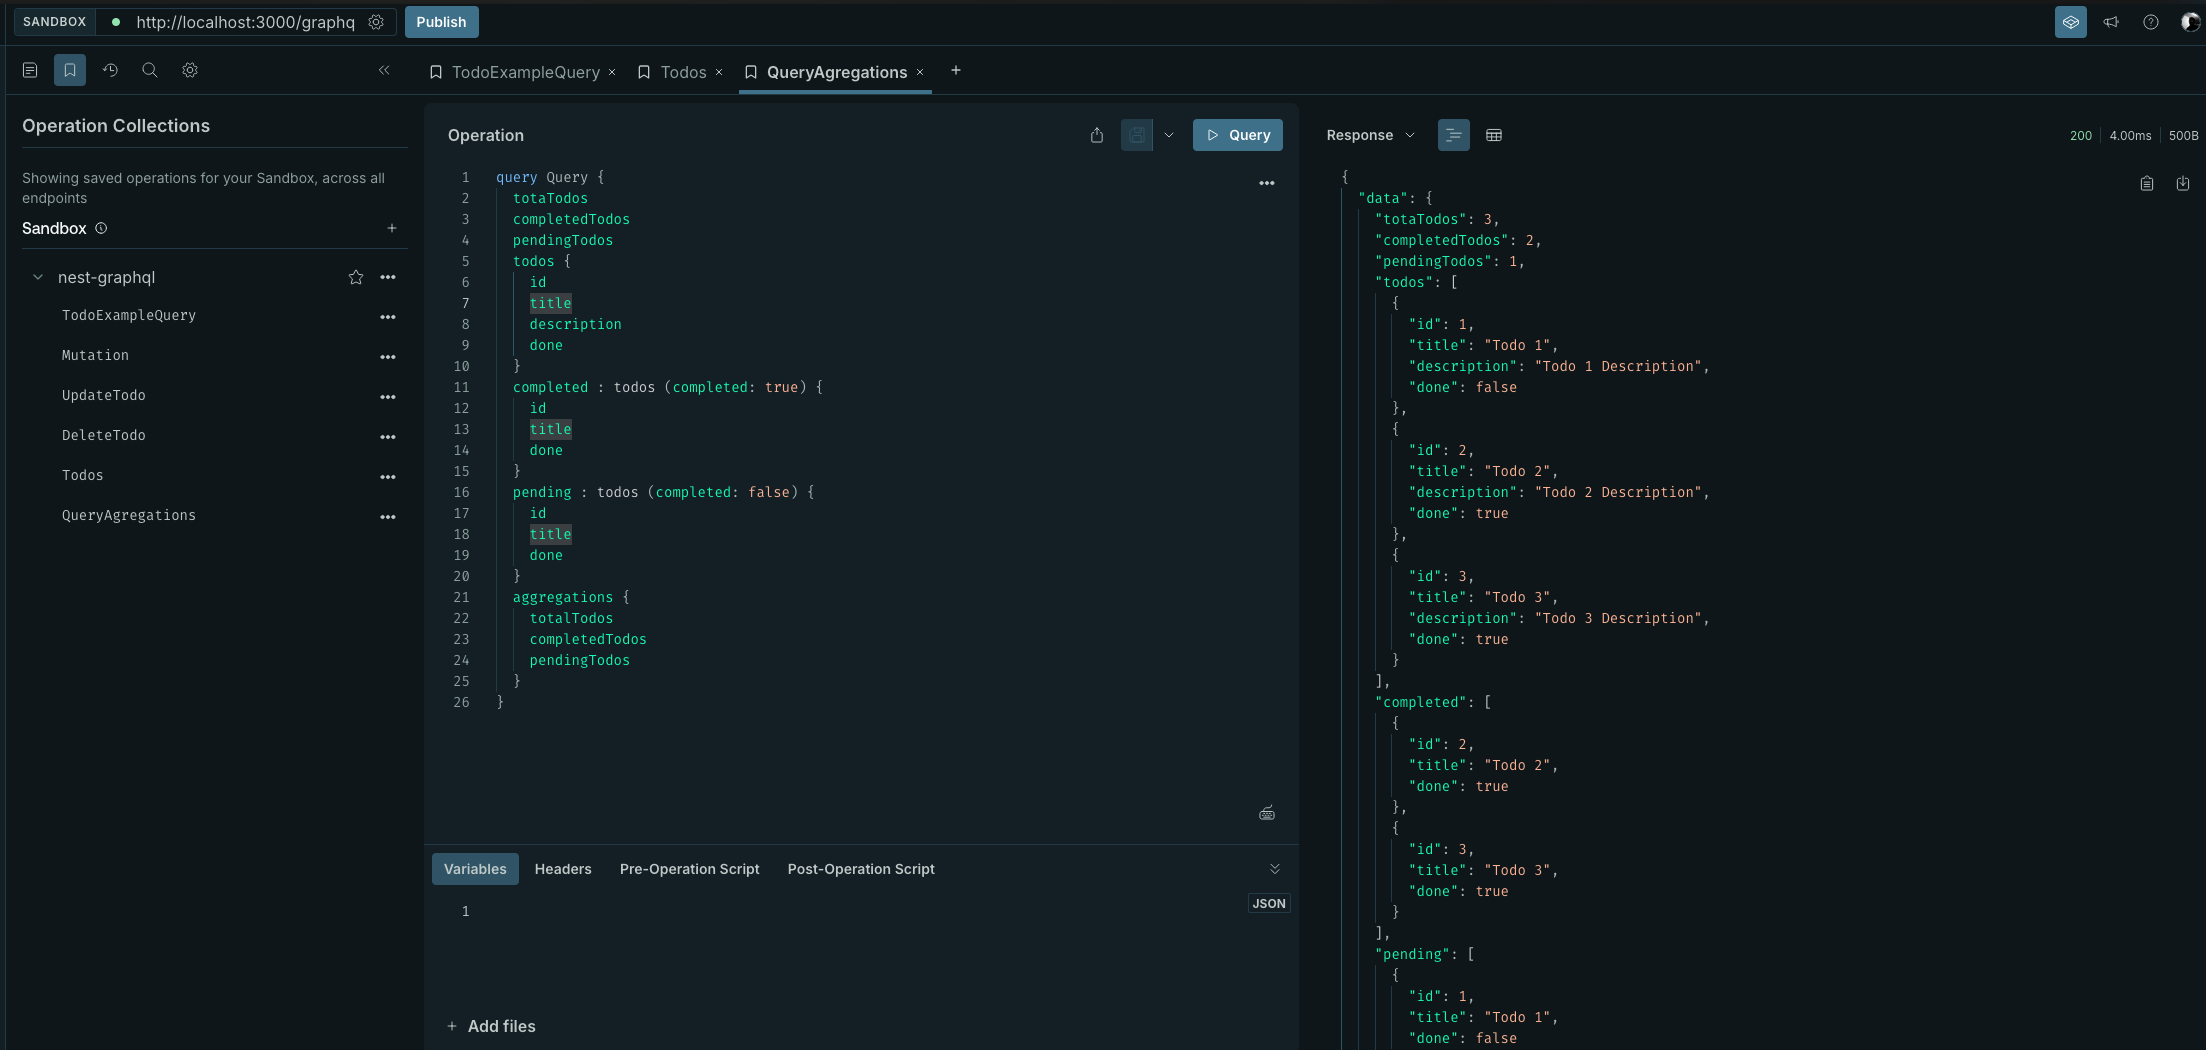 SANDBOX http://localhost:3000/graphq Publish
TodoExampleQuery Todos QueryAgregations
Operation Collections
Showing saved operations for your Sandbox, across all
endpoints
Sandbox
nest-graphql
TodoExampleQuery
Mutation
UpdateTodo
DeleteTodo
Todos
QueryAgregations
Operation
Query
1 query Query {
2 totaTodos
3 completedTodos
4 pendingTodos
5 todos {
6 id
7 title
8 description
9 done
10 }
11 completed : todos (completed: true) {
12 id
13 title
14 done
15 }
16 pending : todos (completed: false) {
17 id
18 title
19 done
20 }
21 aggregations {
22 totalTodos
23 completedTodos
24 pendingTodos
25 }
26 }
Variables Headers Pre-Operation Script Post-Operation Script
1
JSON
+ Add files
Response
200 4.00ms 500B
{
"data": {
"totaTodos": 3,
"completedTodos": 2,
"pendingTodos": 1,
"todos": [
{
"id": 1,
"title": "Todo 1",
"description": "Todo 1 Description",
"done": false
},
{
"id": 2,
"title": "Todo 2",
"description": "Todo 2 Description",
"done": true
},
{
"id": 3,
"title": "Todo 3",
"description": "Todo 3 Description",
"done": true
}
],
"completed": [
{
"id": 2,
"title": "Todo 2",
"done": true
},
{
"id": 3,
"title": "Todo 3",
"done": true
}
],
"pending": [
{
"id": 1,
"title": "Todo 1",
"done": false